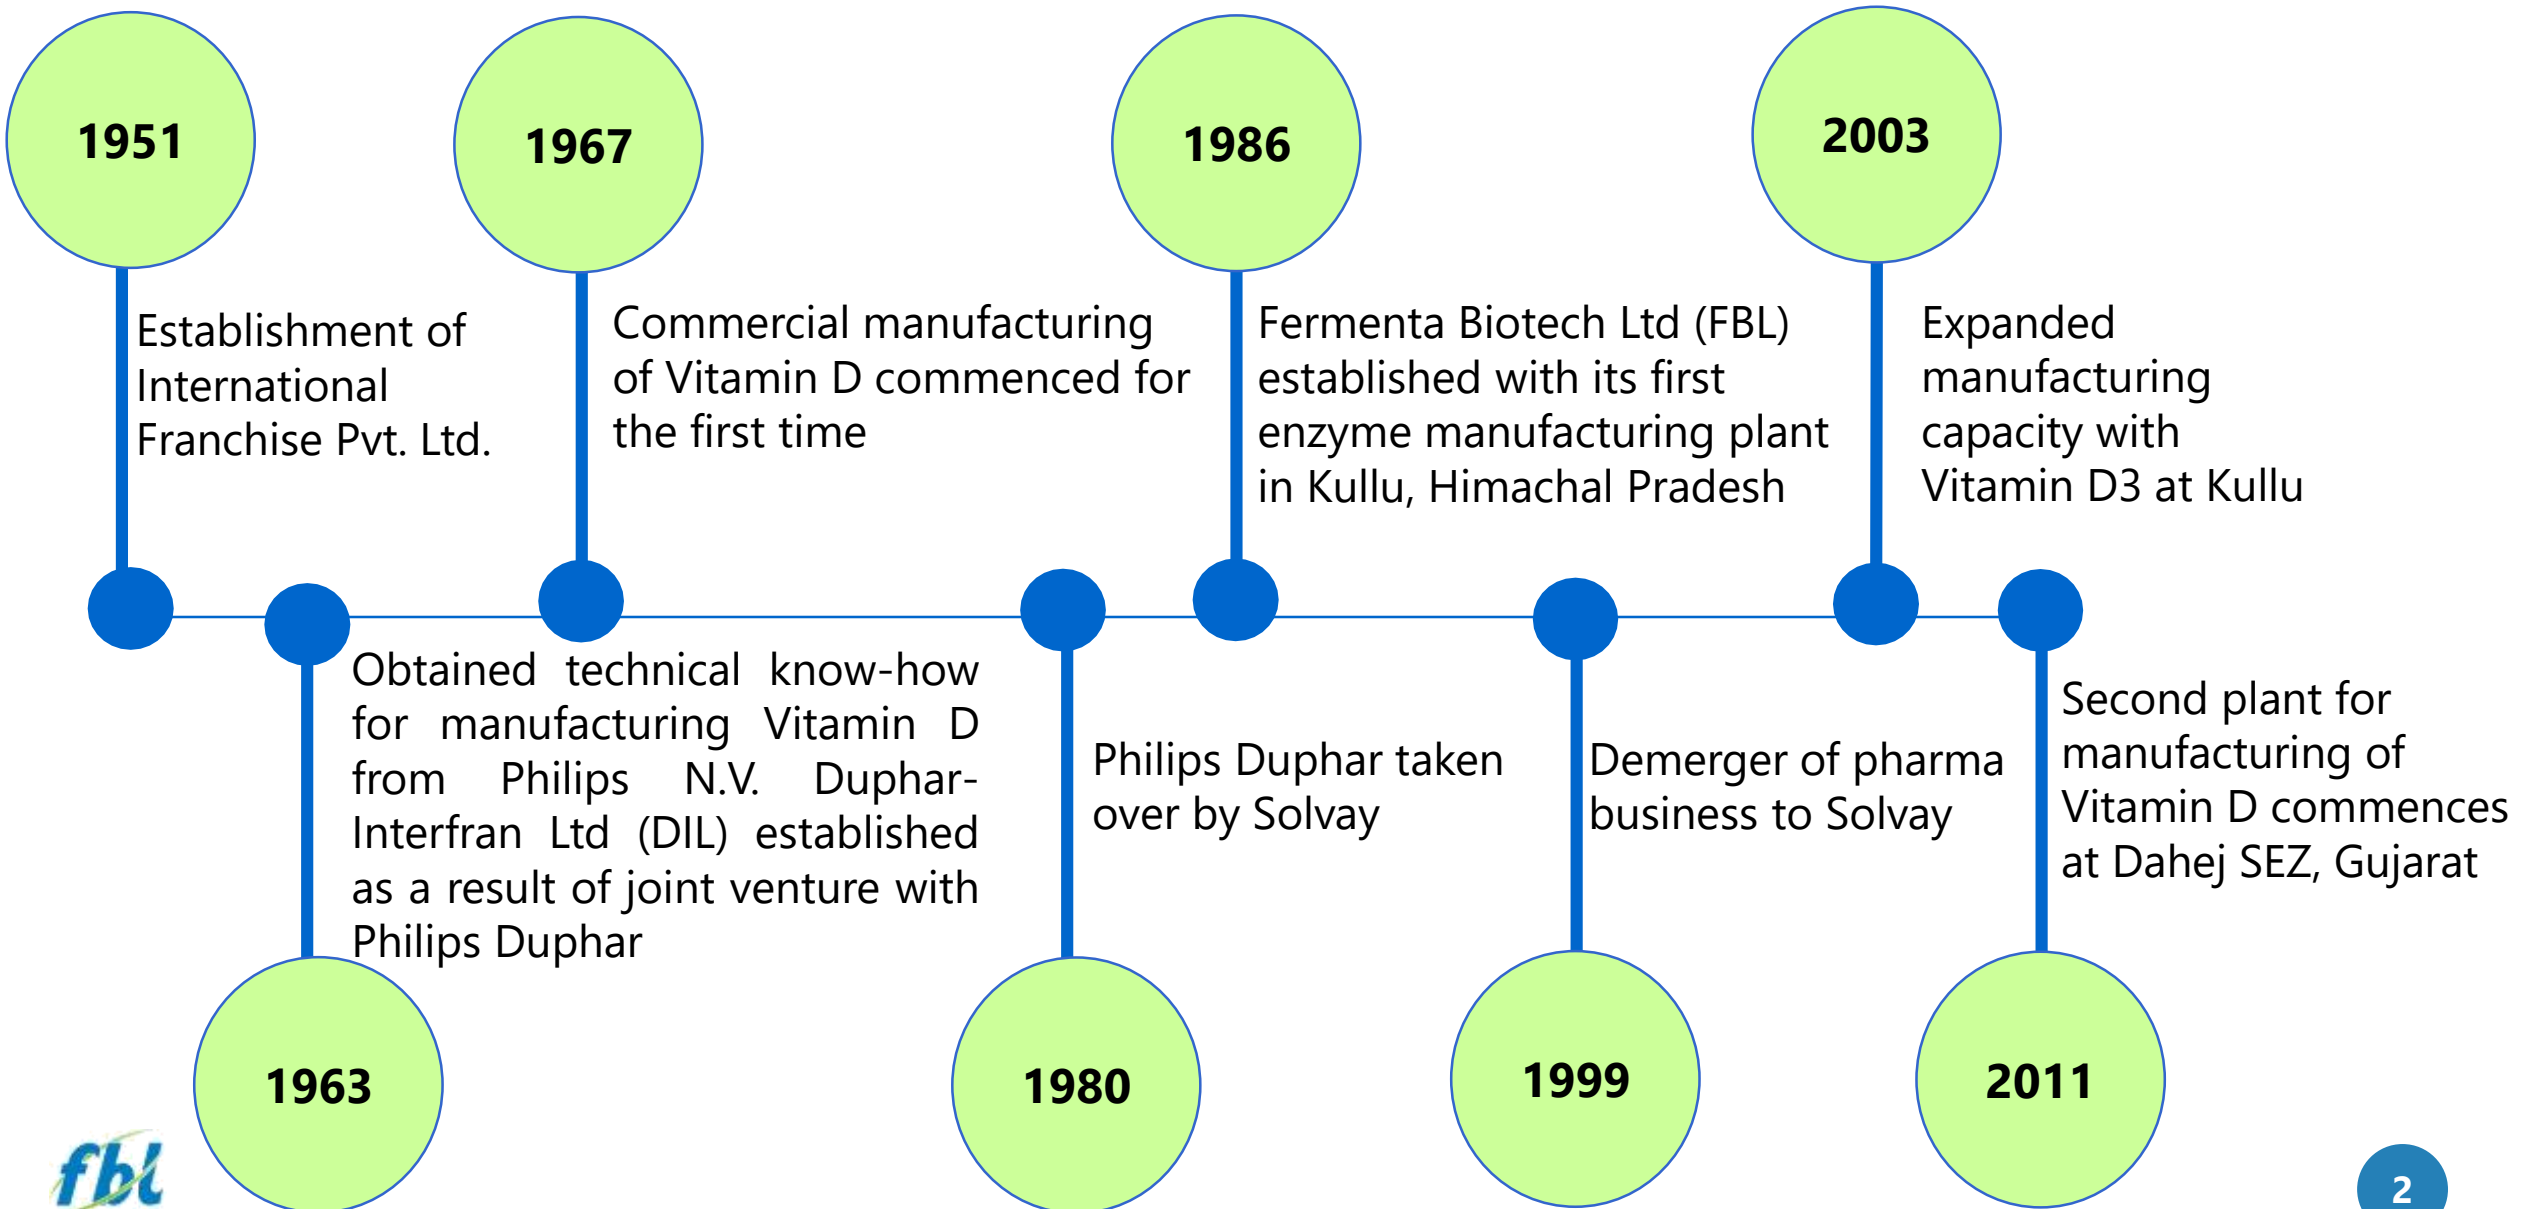 1951
1967
1986
2003
Establishment of
International
Franchise Pvt. Ltd.
Commercial manufacturing
of Vitamin D commenced for
the first time
Fermenta Biotech Ltd (FBL)
established with its first
enzyme manufacturing plant
in Kullu, Himachal Pradesh
Expanded
manufacturing
capacity with
Vitamin D3 at Kullu
Obtained technical know-how
for manufacturing Vitamin D
from Philips N.V. Duphar-
Interfran Ltd (DIL) established
as a result of joint venture with
Philips Duphar
Philips Duphar taken
over by Solvay
Demerger of pharma
business to Solvay
Second plant for
manufacturing of
Vitamin D commences
at Dahej SEZ, Gujarat
1963
1980
1999
2011
fbl
2